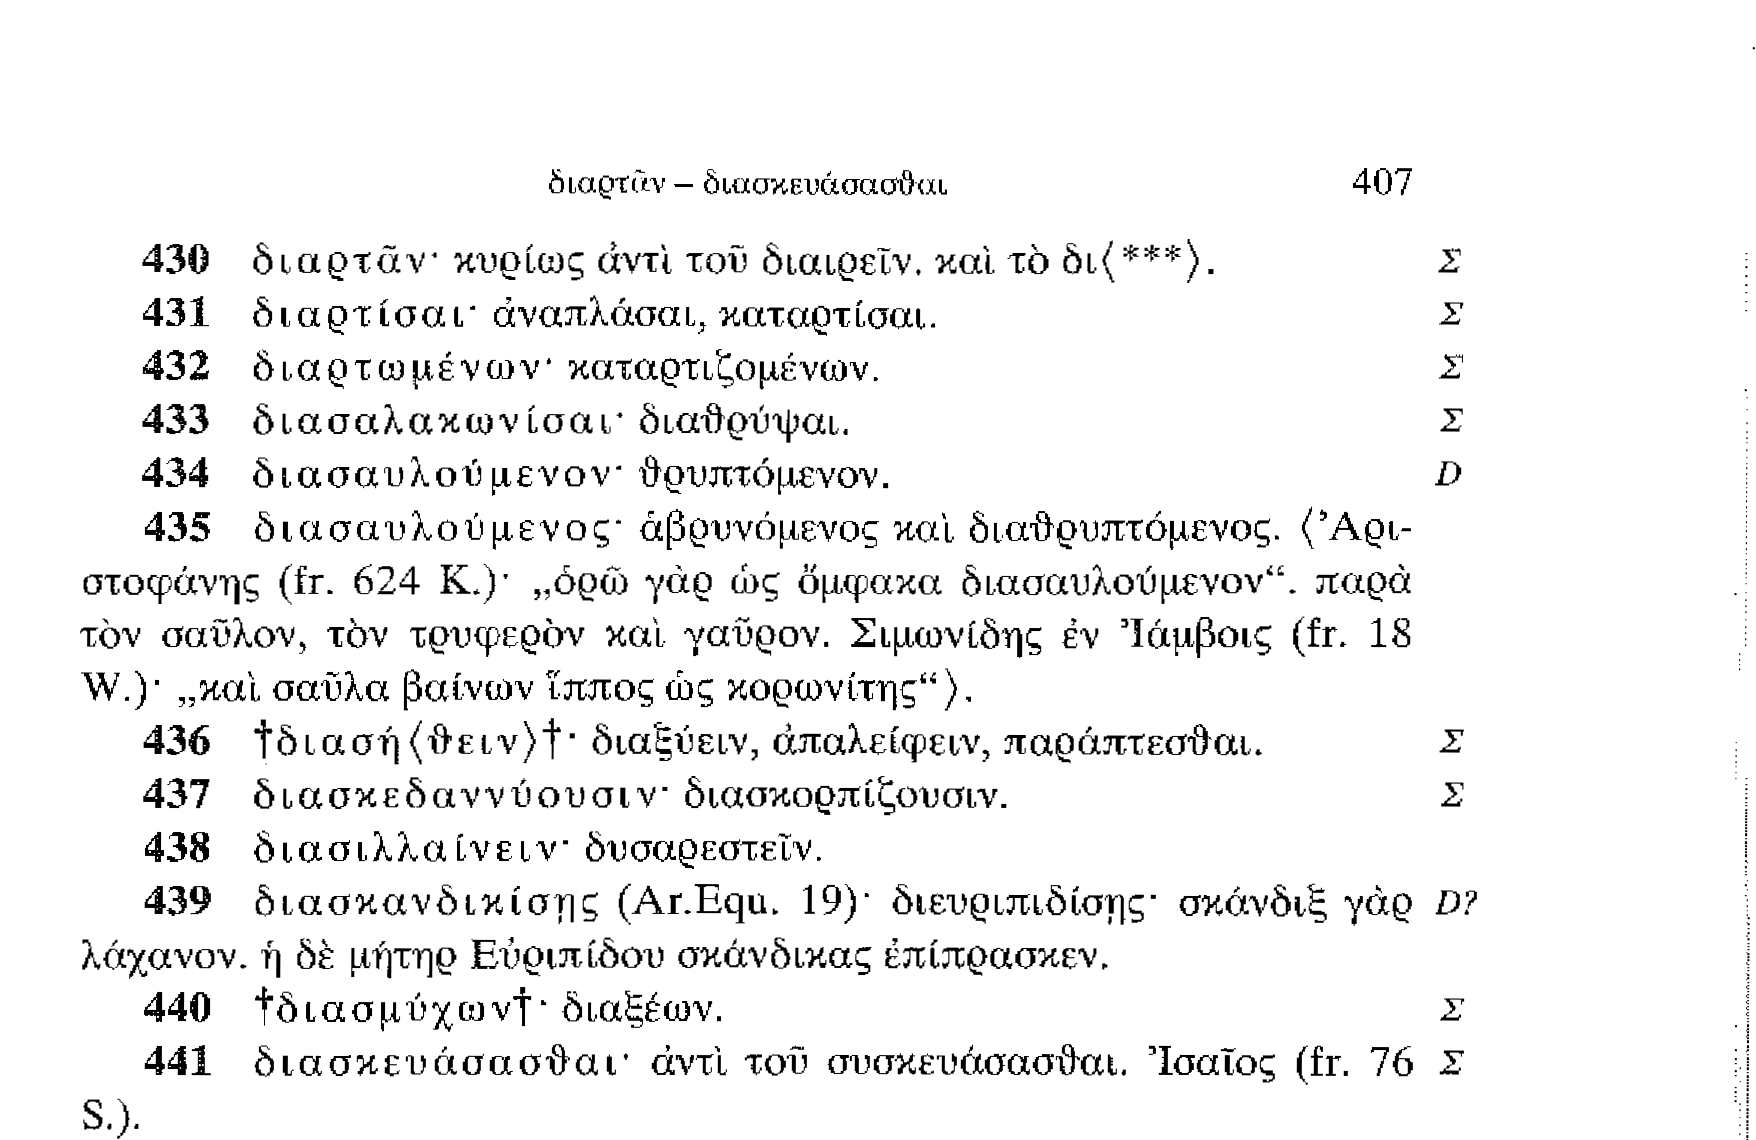 διαρτᾶν – διασκευάσασθαι 407
430 διαρτᾶν· κυρίως ἀντὶ τοῦ διαιρεῖν. καὶ τὸ δι⟨***⟩. Σ
431 διαρτίσαι· ἀναπλάσαι, καταρτίσαι. Σ
432 διαρτωμένων· καταρτιζομένων. Σ
433 διασαλακωνίσαι· διαθρύψαι. Σ
434 διασαυλούμενον· θρυπτόμενον. D
435 διασαυλούμενος· ἁβρυνόμενος καὶ διαθρυπτόμενος. ⟨Ἀρι-
στοφάνης (fr. 624 K.)· „ὁρῶ γὰρ ὡς ὄμφακα διασαυλούμενον“. παρὰ
τὸν σαῦλον, τὸν τρυφερὸν καὶ γαῦρον. Σιμωνίδης ἐν Ἰάμβοις (fr. 18
W.)· „καὶ σαῦλα βαίνων ἵππος ὡς κορωνίτης“⟩.
436 †διασή⟨θειν⟩†· διαξύειν, ἀπαλείφειν, παράπτεσθαι. Σ
437 διασκεδαννύουσιν· διασκορπίζουσιν. Σ
438 διασιλλαίνειν· δυσαρεστεῖν.
439 διασκανδικίσῃς (Ar.Equ. 19)· διευριπιδίσῃς· σκάνδιξ γὰρ D?
λάχανον. ἡ δὲ μήτηρ Εὐριπίδου σκάνδικας ἐπίπρασκεν.
440 †διασμύχων†· διαξέων. Σ
441 διασκευάσασθαι· ἀντὶ τοῦ συσκευάσασθαι. Ἰσαῖος (fr. 76 Σ
S.).